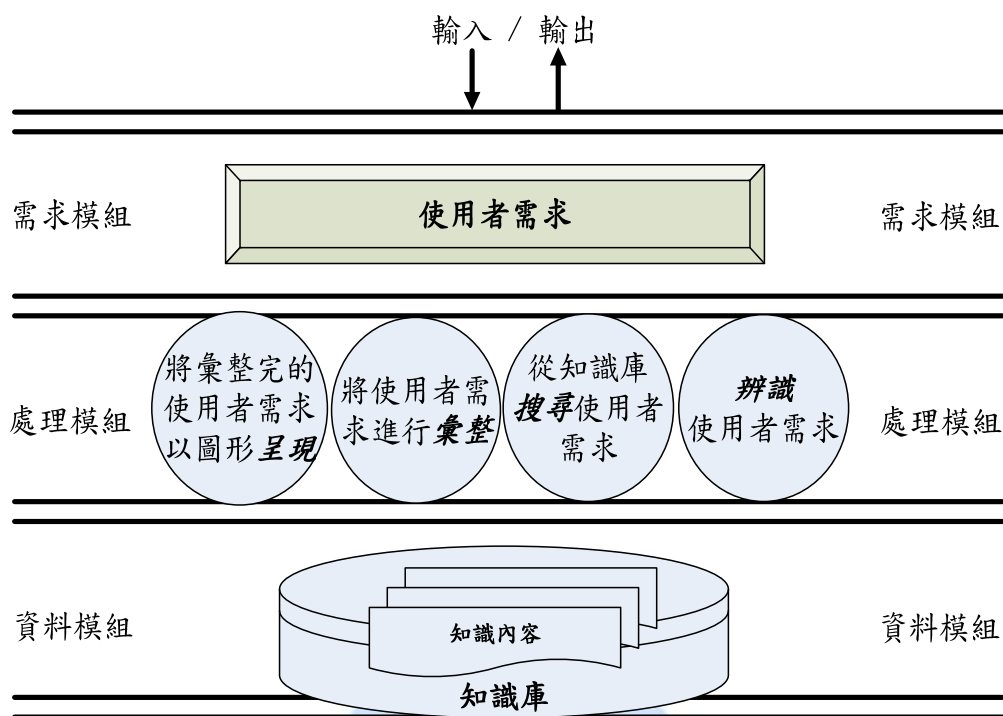 輸入 / 輸出
需求模組
使用者需求
需求模組
處理模組
將彙整完的
使用者需求
以圖形呈現
將使用者需
求進行彙整
從知識庫
搜尋使用者
需求
辨識
使用者需求
處理模組
資料模組
知識內容
知識庫
資料模組